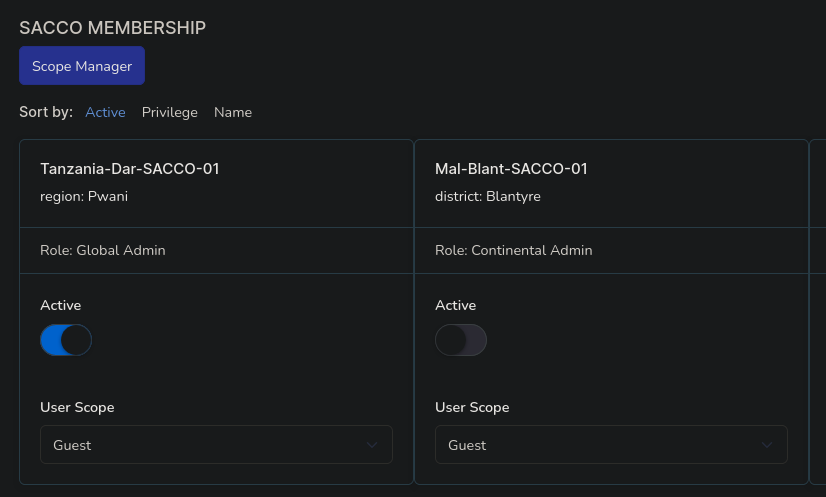 SACCO MEMBERSHIP
Scope Manager
Sort by: Active Privilege Name
Tanzania-Dar-SACCO-01
region: Pwani
Role: Global Admin
Active
User Scope
Guest
Mal-Blant-SACCO-01
district: Blantyre
Role: Continental Admin
Active
User Scope
Guest